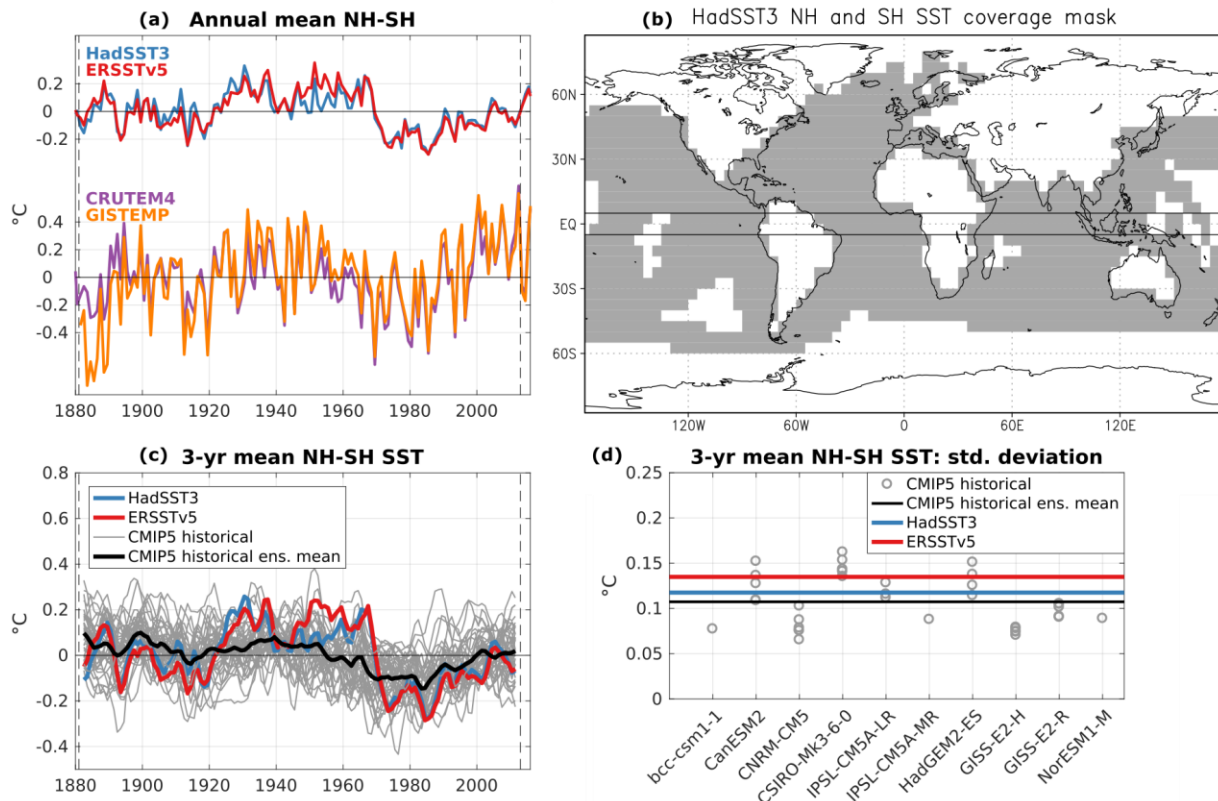 (a) Annual mean NH-SH
HadSST3
ERSSTv5
0.2
0
-0.2
CRUTEM4
GISTEMP
0.4
0.2
0
-0.2
-0.4
°C
1880 1900 1920 1940 1960 1980 2000
(b) HadSST3 NH and SH SST coverage mask
60N
30N
EQ
30S
60S
120W 60W 0 60E 120E
(c) 3-yr mean NH-SH SST
HadSST3
ERSSTv5
CMIP5 historical
CMIP5 historical ens. mean
0.8
0.6
0.4
0.2
0
-0.2
-0.4
°C
1880 1900 1920 1940 1960 1980 2000
(d) 3-yr mean NH-SH SST: std. deviation
CMIP5 historical
CMIP5 historical ens. mean
HadSST3
ERSSTv5
0.25
0.2
0.15
0.1
0.05
0
°C
bcc-csm1-1
CanESM2
CNRM-CM5
CSIRO-Mk3-6-0
IPSL-CM5A-LR
IPSL-CM5A-MR
HadGEM2-ES
GISS-E2-H
GISS-E2-R
NorESM1-M